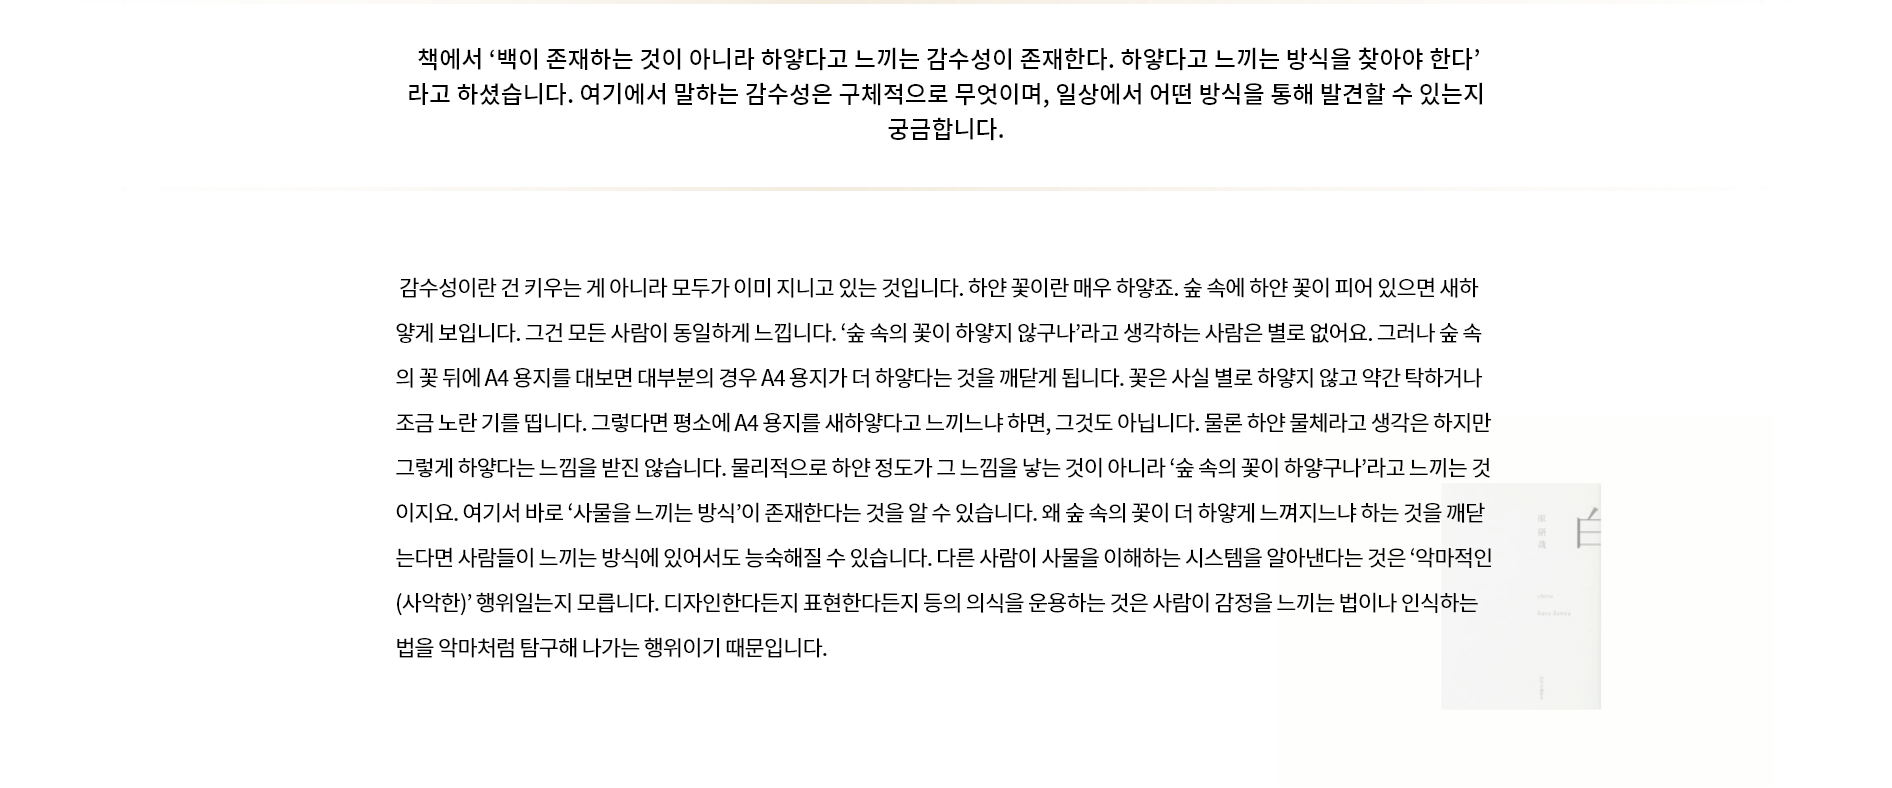 책에서 ‘백이 존재하는 것이 아니라 하얗다고 느끼는 감수성이 존재한다. 하얗다고 느끼는 방식을 찾아야 한다’
라고 하셨습니다. 여기에서 말하는 감수성은 구체적으로 무엇이며, 일상에서 어떤 방식을 통해 발견할 수 있는지
궁금합니다.
감수성이란 건 키우는 게 아니라 모두가 이미 지니고 있는 것입니다. 하얀 꽃이란 매우 하얗죠. 숲 속에 하얀 꽃이 피어 있으면 새하
얗게 보입니다. 그건 모든 사람이 동일하게 느낍니다. ‘숲 속의 꽃이 하얗지 않구나’라고 생각하는 사람은 별로 없어요. 그러나 숲 속
의 꽃 뒤에 A4 용지를 대보면 대부분의 경우 A4 용지가 더 하얗다는 것을 깨닫게 됩니다. 꽃은 사실 별로 하얗지 않고 약간 탁하거나
조금 노란 기를 띱니다. 그렇다면 평소에 A4 용지를 새하얗다고 느끼느냐 하면, 그것도 아닙니다. 물론 하얀 물체라고 생각은 하지만
그렇게 하얗다는 느낌을 받진 않습니다. 물리적으로 하얀 정도가 그 느낌을 낳는 것이 아니라 ‘숲 속의 꽃이 하얗구나’라고 느끼는 것
이지요. 여기서 바로 ‘사물을 느끼는 방식’이 존재한다는 것을 알 수 있습니다. 왜 숲 속의 꽃이 더 하얗게 느껴지느냐 하는 것을 깨닫
는다면 사람들이 느끼는 방식에 있어서도 능숙해질 수 있습니다. 다른 사람이 사물을 이해하는 시스템을 알아낸다는 것은 ‘악마적인
(사악한)’ 행위일는지 모릅니다. 디자인한다든지 표현한다든지 등의 의식을 운용하는 것은 사람이 감정을 느끼는 법이나 인식하는
법을 악마처럼 탐구해 나가는 행위이기 때문입니다.
白
原研哉